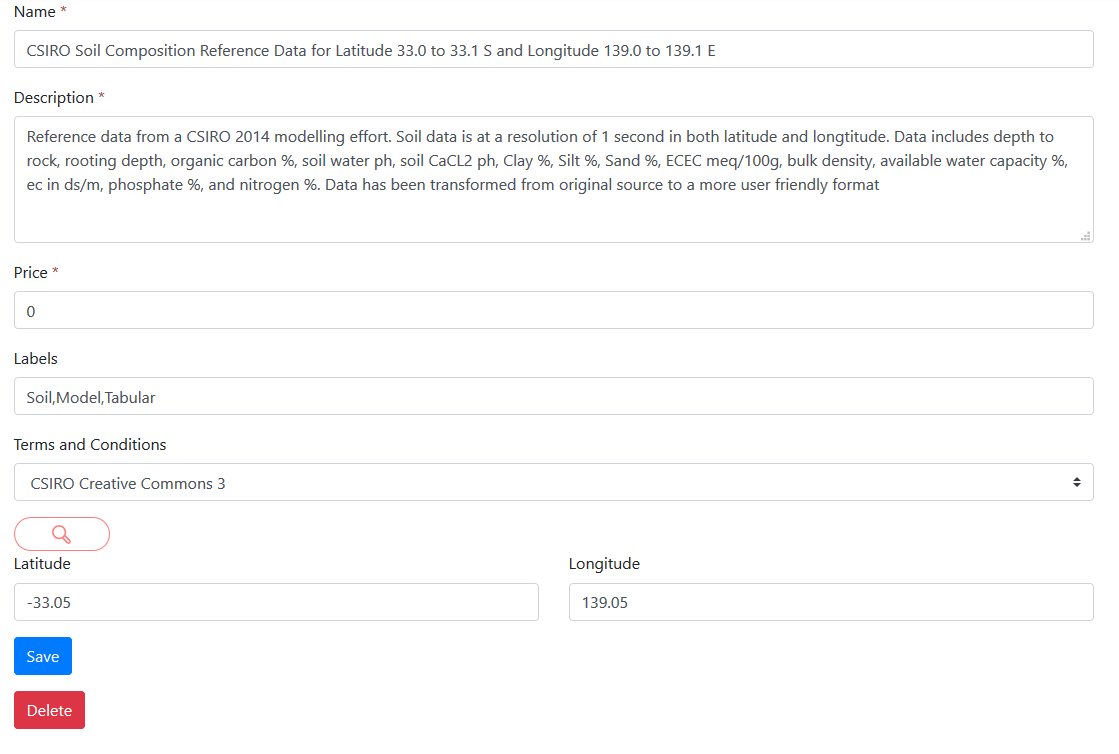 Name *
CSIRO Soil Composition Reference Data for Latitude 33.0 to 33.1 S and Longitude 139.0 to 139.1 E
Description *
Reference data from a CSIRO 2014 modelling effort. Soil data is at a resolution of 1 second in both latitude and longtitude. Data includes depth to
rock, rooting depth, organic carbon %, soil water ph, soil CaCL2 ph, Clay %, Silt %, Sand %, ECEC meq/100g, bulk density, available water capacity %,
ec in ds/m, phosphate %, and nitrogen %. Data has been transformed from original source to a more user friendly format
Price *
0
Labels
Soil,Model,Tabular
Terms and Conditions
CSIRO Creative Commons 3
Latitude
Longitude
-33.05
139.05
Save
Delete